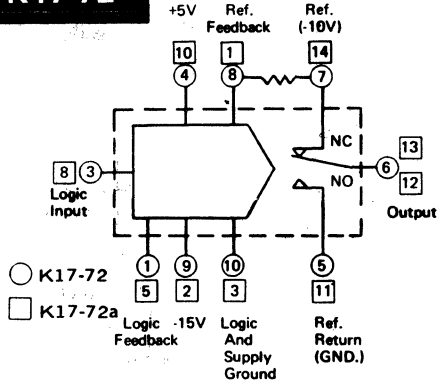 K17-72
+5V
Ref.
Feedback
Ref.
(-10V)
10
1
14
4
8
7
NC
13
8
3
6
NO
12
Logic
Input
Output
1
9
10
5
K17-72
5
2
3
11
K17-72a
Logic
Feedback
-15V
Logic
And
Supply
Ground
Ref.
Return
(GND.)